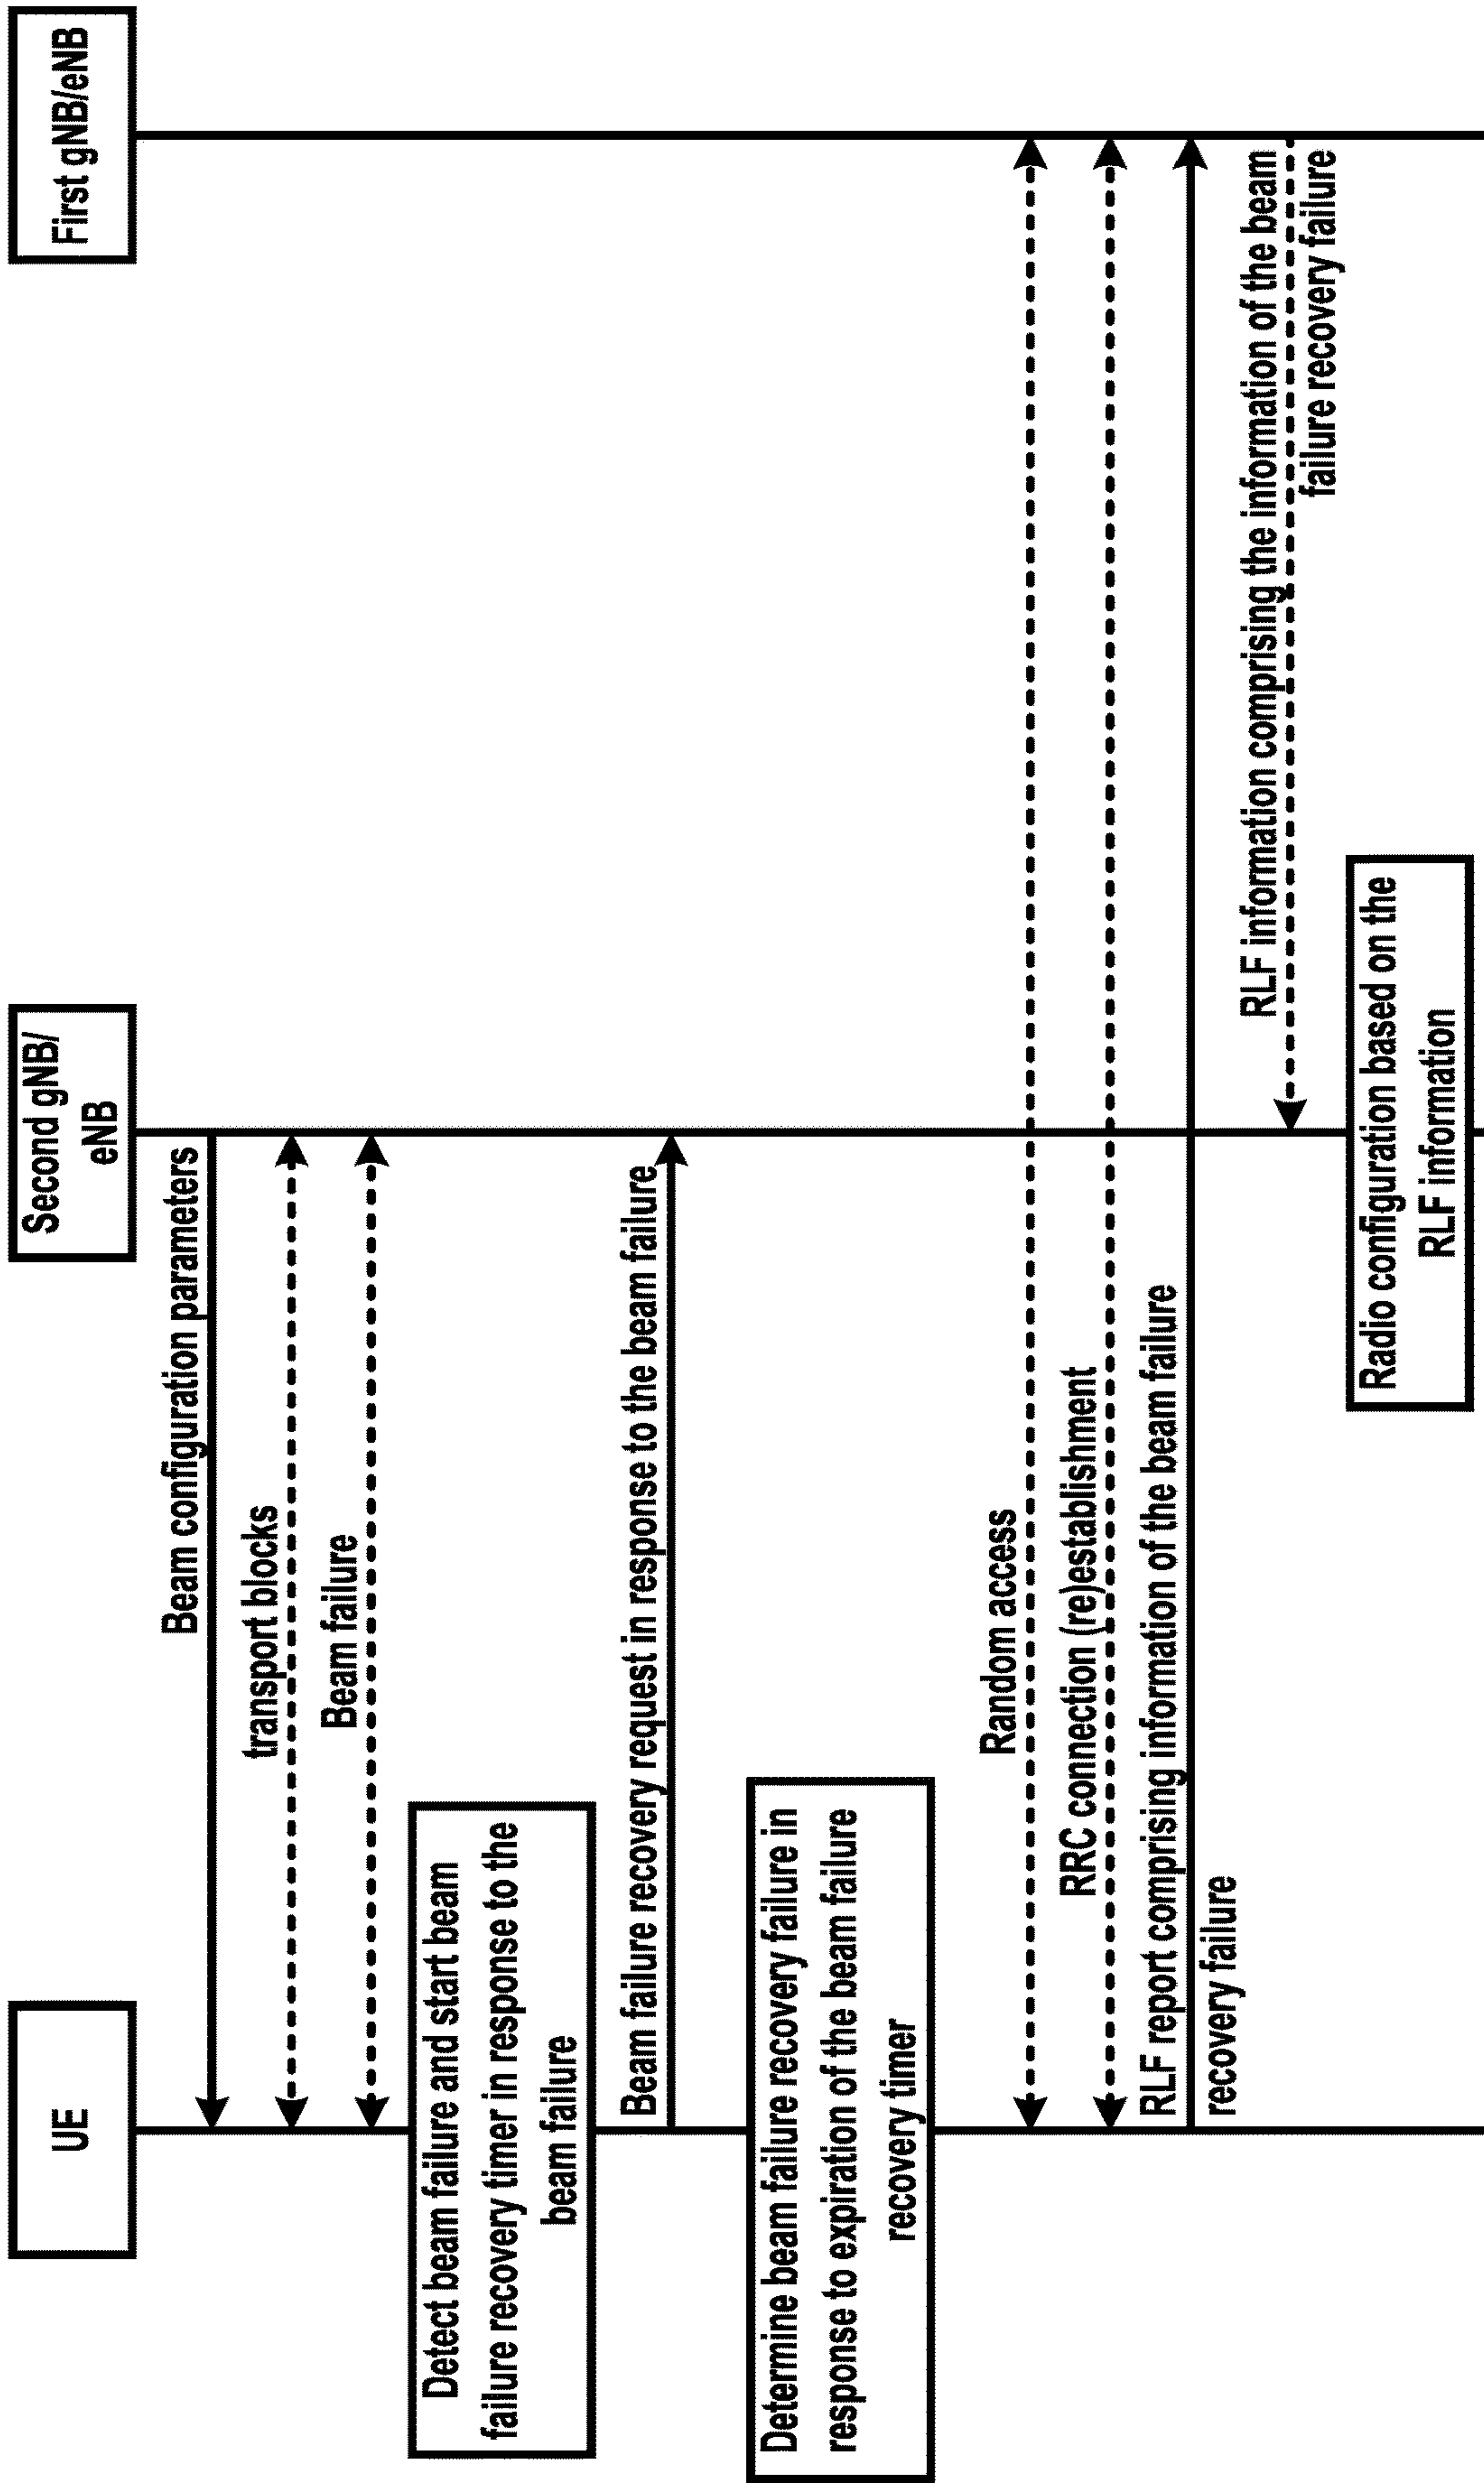 UE
Second gNB/
eNB
First gNB/eNB
Beam configuration parameters
transport blocks
Beam failure
Detect beam failure and start beam
failure recovery timer in response to the
beam failure
Beam failure recovery request in response to the beam failure
Determine beam failure recovery failure in
response to expiration of the beam failure
recovery timer
Random access
RRC connection (re)establishment
RLF report comprising information of the beam failure
recovery failure
RLF information comprising the information of the beam
failure recovery failure
Radio configuration based on the
RLF information